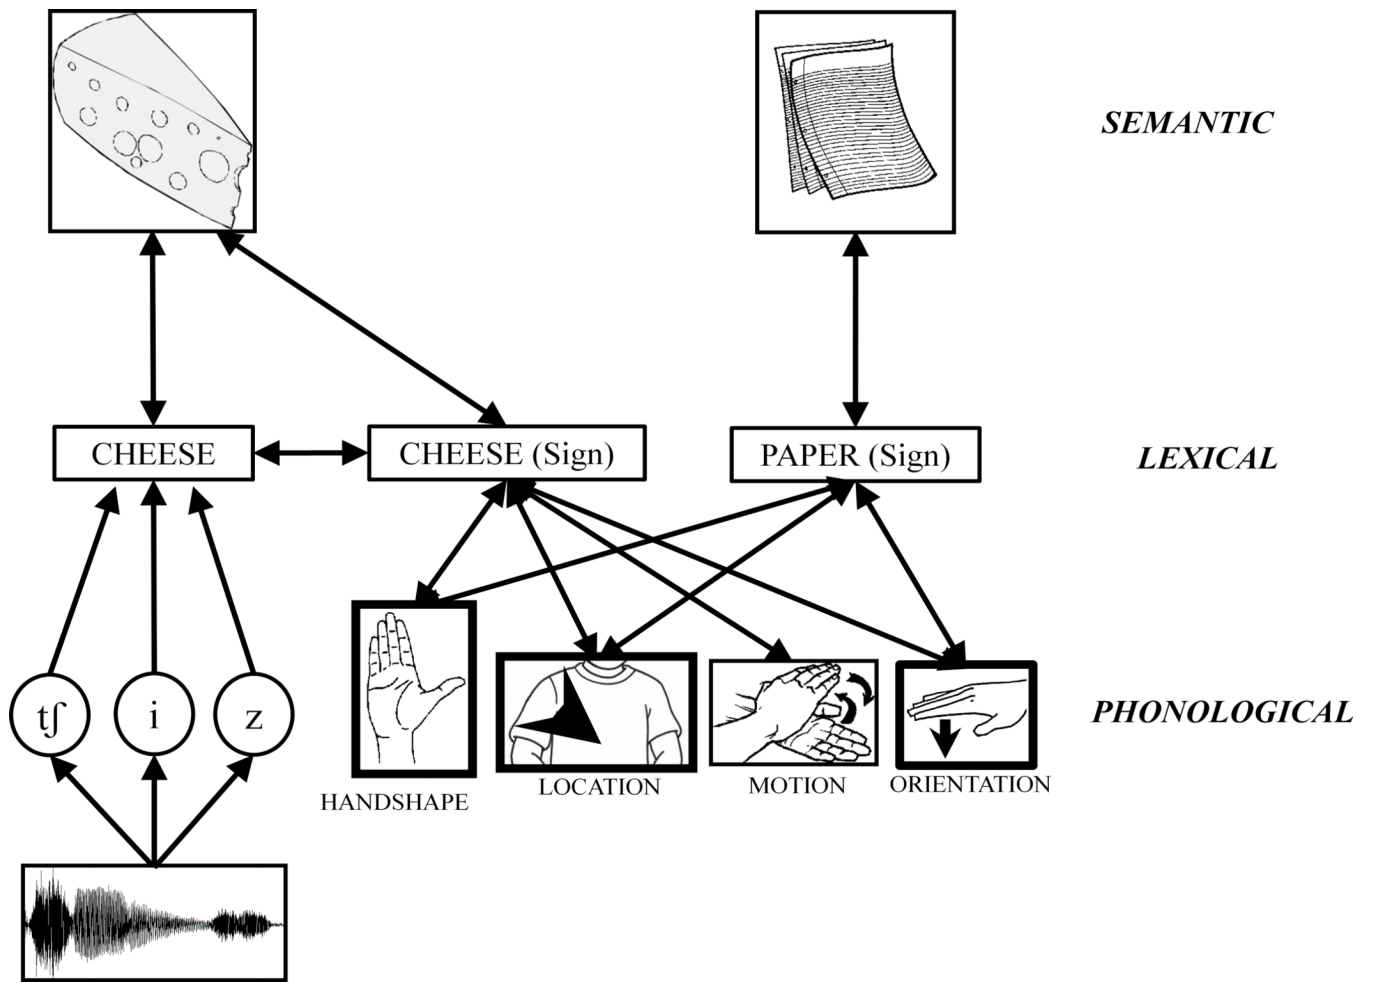 SEMANTIC
CHEESE
CHEESE (Sign)
PAPER (Sign)
LEXICAL
tʃ
i
z
PHONOLOGICAL
HANDSHAPE
LOCATION
MOTION
ORIENTATION